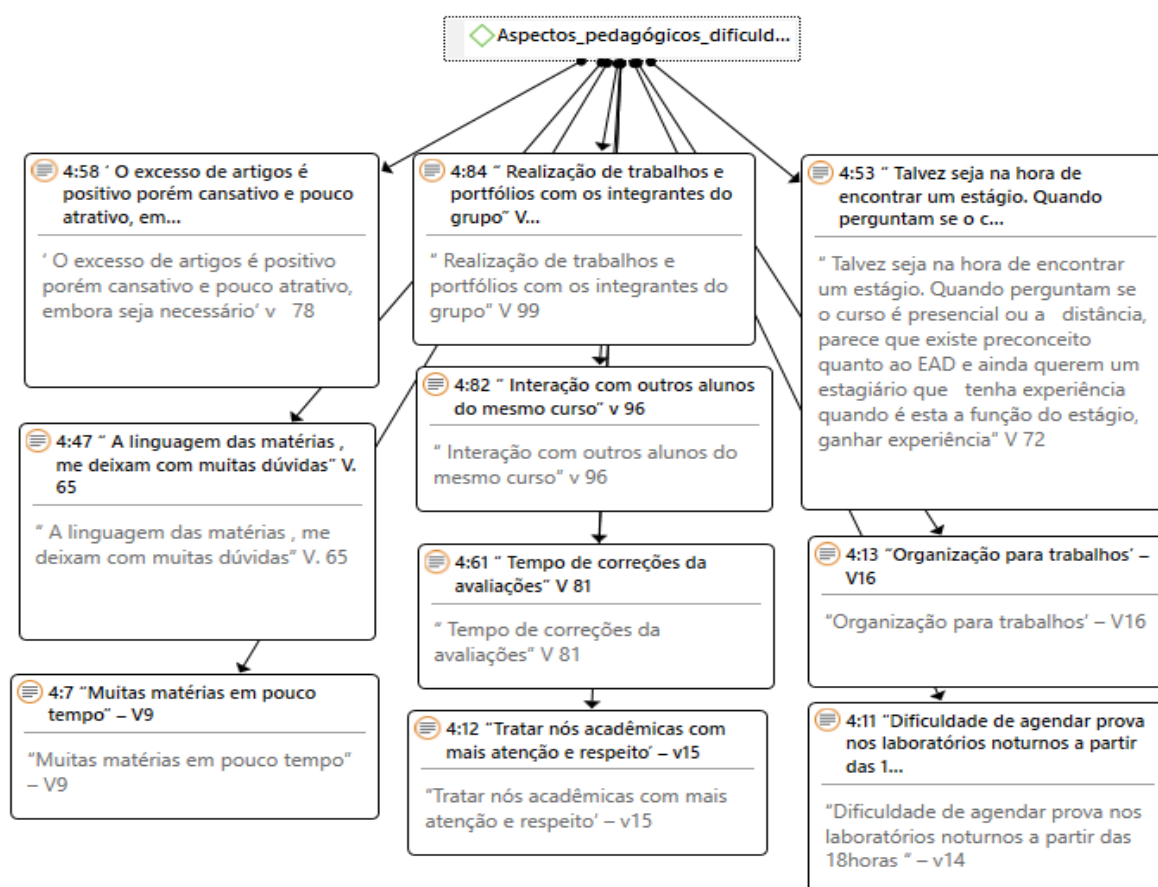 Aspectos_pedagógicos_dificuld...
4:58 ‘ O excesso de artigos é
positivo porém cansativo e pouco
atrativo, em...
‘ O excesso de artigos é positivo
porém cansativo e pouco atrativo,
embora seja necessário’ v 78
4:84 “ Realização de trabalhos e
portfólios com os integrantes do
grupo” V...
“ Realização de trabalhos e
portfólios com os integrantes do
grupo” V 99
4:53 “ Talvez seja na hora de
encontrar um estágio. Quando
perguntam se o c...
“ Talvez seja na hora de encontrar
um estágio. Quando perguntam se
o curso é presencial ou a distância,
parece que existe preconceito
quanto ao EAD e ainda querem um
estagiário que tenha experiência
quando é esta a função do estágio,
ganhar experiência” V 72
4:47 “ A linguagem das matérias ,
me deixam com muitas dúvidas” V.
65
“ A linguagem das matérias , me
deixam com muitas dúvidas” V. 65
4:82 “ Interação com outros alunos
do mesmo curso” v 96
“ Interação com outros alunos do
mesmo curso” v 96
4:61 “ Tempo de correções da
avaliações” V 81
“ Tempo de correções da
avaliações” V 81
4:13 “Organização para trabalhos’ –
V16
“Organização para trabalhos’ – V16
4:7 “Muitas matérias em pouco
tempo” – V9
“Muitas matérias em pouco tempo”
– V9
4:12 “Tratar nós acadêmicas com
mais atenção e respeito’ – v15
“Tratar nós acadêmicas com mais
atenção e respeito’ – v15
4:11 “Dificuldade de agendar prova
nos laboratórios noturnos a partir
das 1...
“Dificuldade de agendar prova nos
laboratórios noturnos a partir das
18horas “ – v14